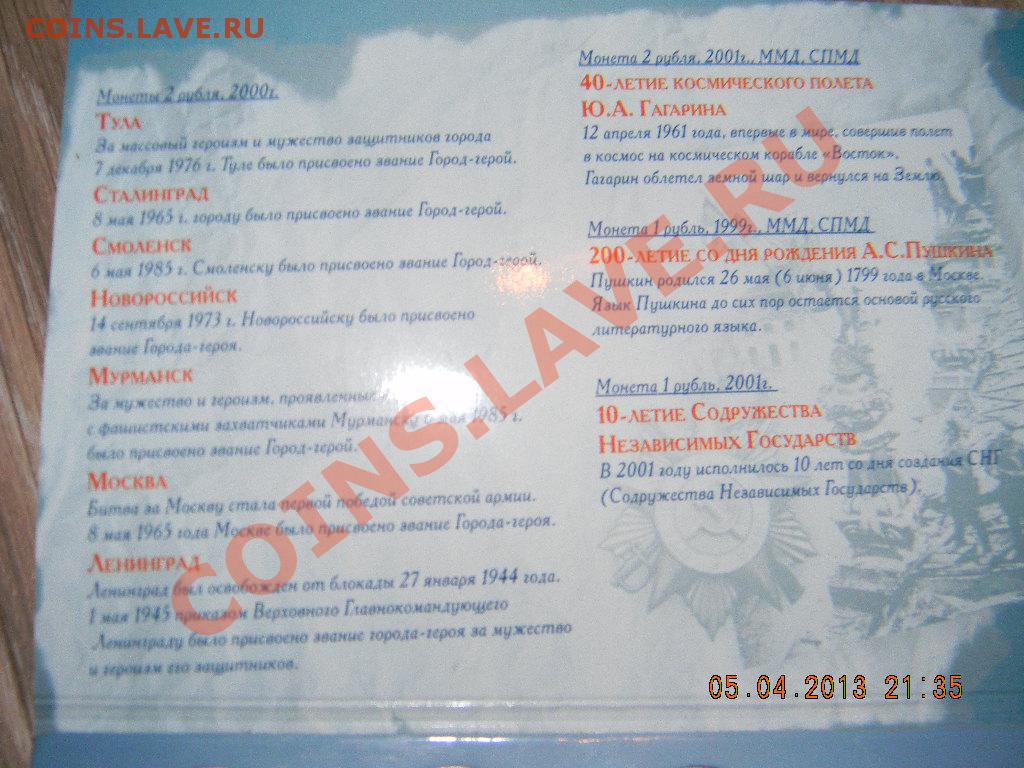 COINS.LAVE.RU
Монеты 2 рубля, 2000г.
Тула
За массовый героизм и мужество защитников города
7 декабря 1976 г. Туле было присвоено звание Город-герой.
Сталинград
8 мая 1965 г. городу было присвоено звание Город-герой.
Смоленск
6 мая 1985 г. Смоленску было присвоено звание Город-герой.
Новороссийск
14 сентября 1973 г. Новороссийску было присвоено
звание Города-героя.
Мурманск
За мужество и героизм, проявленные
с фашистскими захватчиками Мурманску 6 мая 1985 г.
было присвоено звание Город-герой.
Москва
Битва за Москву стала первой победой советской армии.
8 мая 1965 года Москве было присвоено звание Города-героя.
Ленинград
Ленинград был освобожден от блокады 27 января 1944 года.
1 мая 1945 приказом Верховного Главнокомандующего
Ленинграду было присвоено звание города-героя за мужество
и героизм его защитников.
Монета 2 рубля, 2001г., ММД, СПМД
40-летие космического полета
Ю.А. Гагарина
12 апреля 1961 года, впервые в мире, совершив полет
в космос на космическом корабле «Восток».
Гагарин облетел земной шар и вернулся на Землю.
Монета 1 рубль, 1999г., ММД, СПМД
200-летие со дня рождения А.С.Пушкина
Пушкин родился 26 мая (6 июня) 1799 года в Москве.
Язык Пушкина до сих пор остается основой русского
литературного языка.
Монета 1 рубль, 2001г.
10-летие Содружества
Независимых Государств
В 2001 году исполнилось 10 лет со дня создания СНГ
(Содружества Независимых Государств).
COINS.LAVE.RU
05.04.2013 21:35